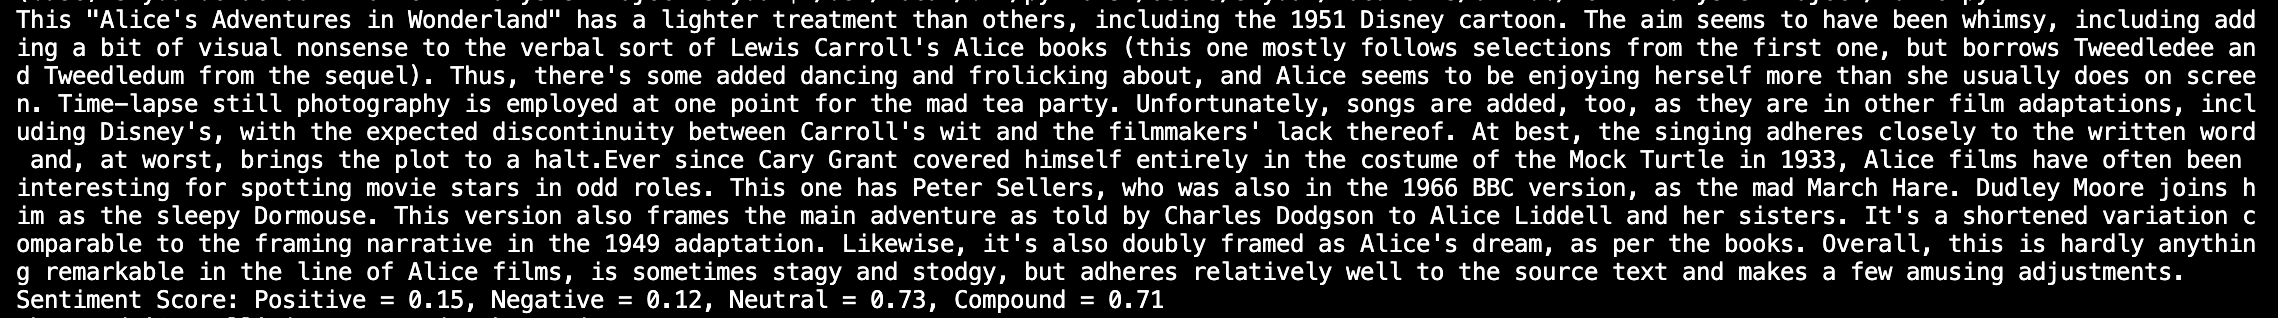 This "Alice's Adventures in Wonderland" has a lighter treatment than others, including the 1951 Disney cartoon. The aim seems to have been whimsy, including add
ing a bit of visual nonsense to the verbal sort of Lewis Carroll's Alice books (this one mostly follows selections from the first one, but borrows Tweedledee an
d Tweedledum from the sequel). Thus, there's some added dancing and frolicking about, and Alice seems to be enjoying herself more than she usually does on scree
n. Time-lapse still photography is employed at one point for the mad tea party. Unfortunately, songs are added, too, as they are in other film adaptations, incl
uding Disney's, with the expected discontinuity between Carroll's wit and the filmmakers' lack thereof. At best, the singing adheres closely to the written word
and, at worst, brings the plot to a halt.Ever since Cary Grant covered himself entirely in the costume of the Mock Turtle in 1933, Alice films have often been
interesting for spotting movie stars in odd roles. This one has Peter Sellers, who was also in the 1966 BBC version, as the mad March Hare. Dudley Moore joins h
im as the sleepy Dormouse. This version also frames the main adventure as told by Charles Dodgson to Alice Liddell and her sisters. It's a shortened variation c
omparable to the framing narrative in the 1949 adaptation. Likewise, it's also doubly framed as Alice's dream, as per the books. Overall, this is hardly anythin
g remarkable in the line of Alice films, is sometimes stagy and stodgy, but adheres relatively well to the source text and makes a few amusing adjustments.
Sentiment Score: Positive = 0.15, Negative = 0.12, Neutral = 0.73, Compound = 0.71